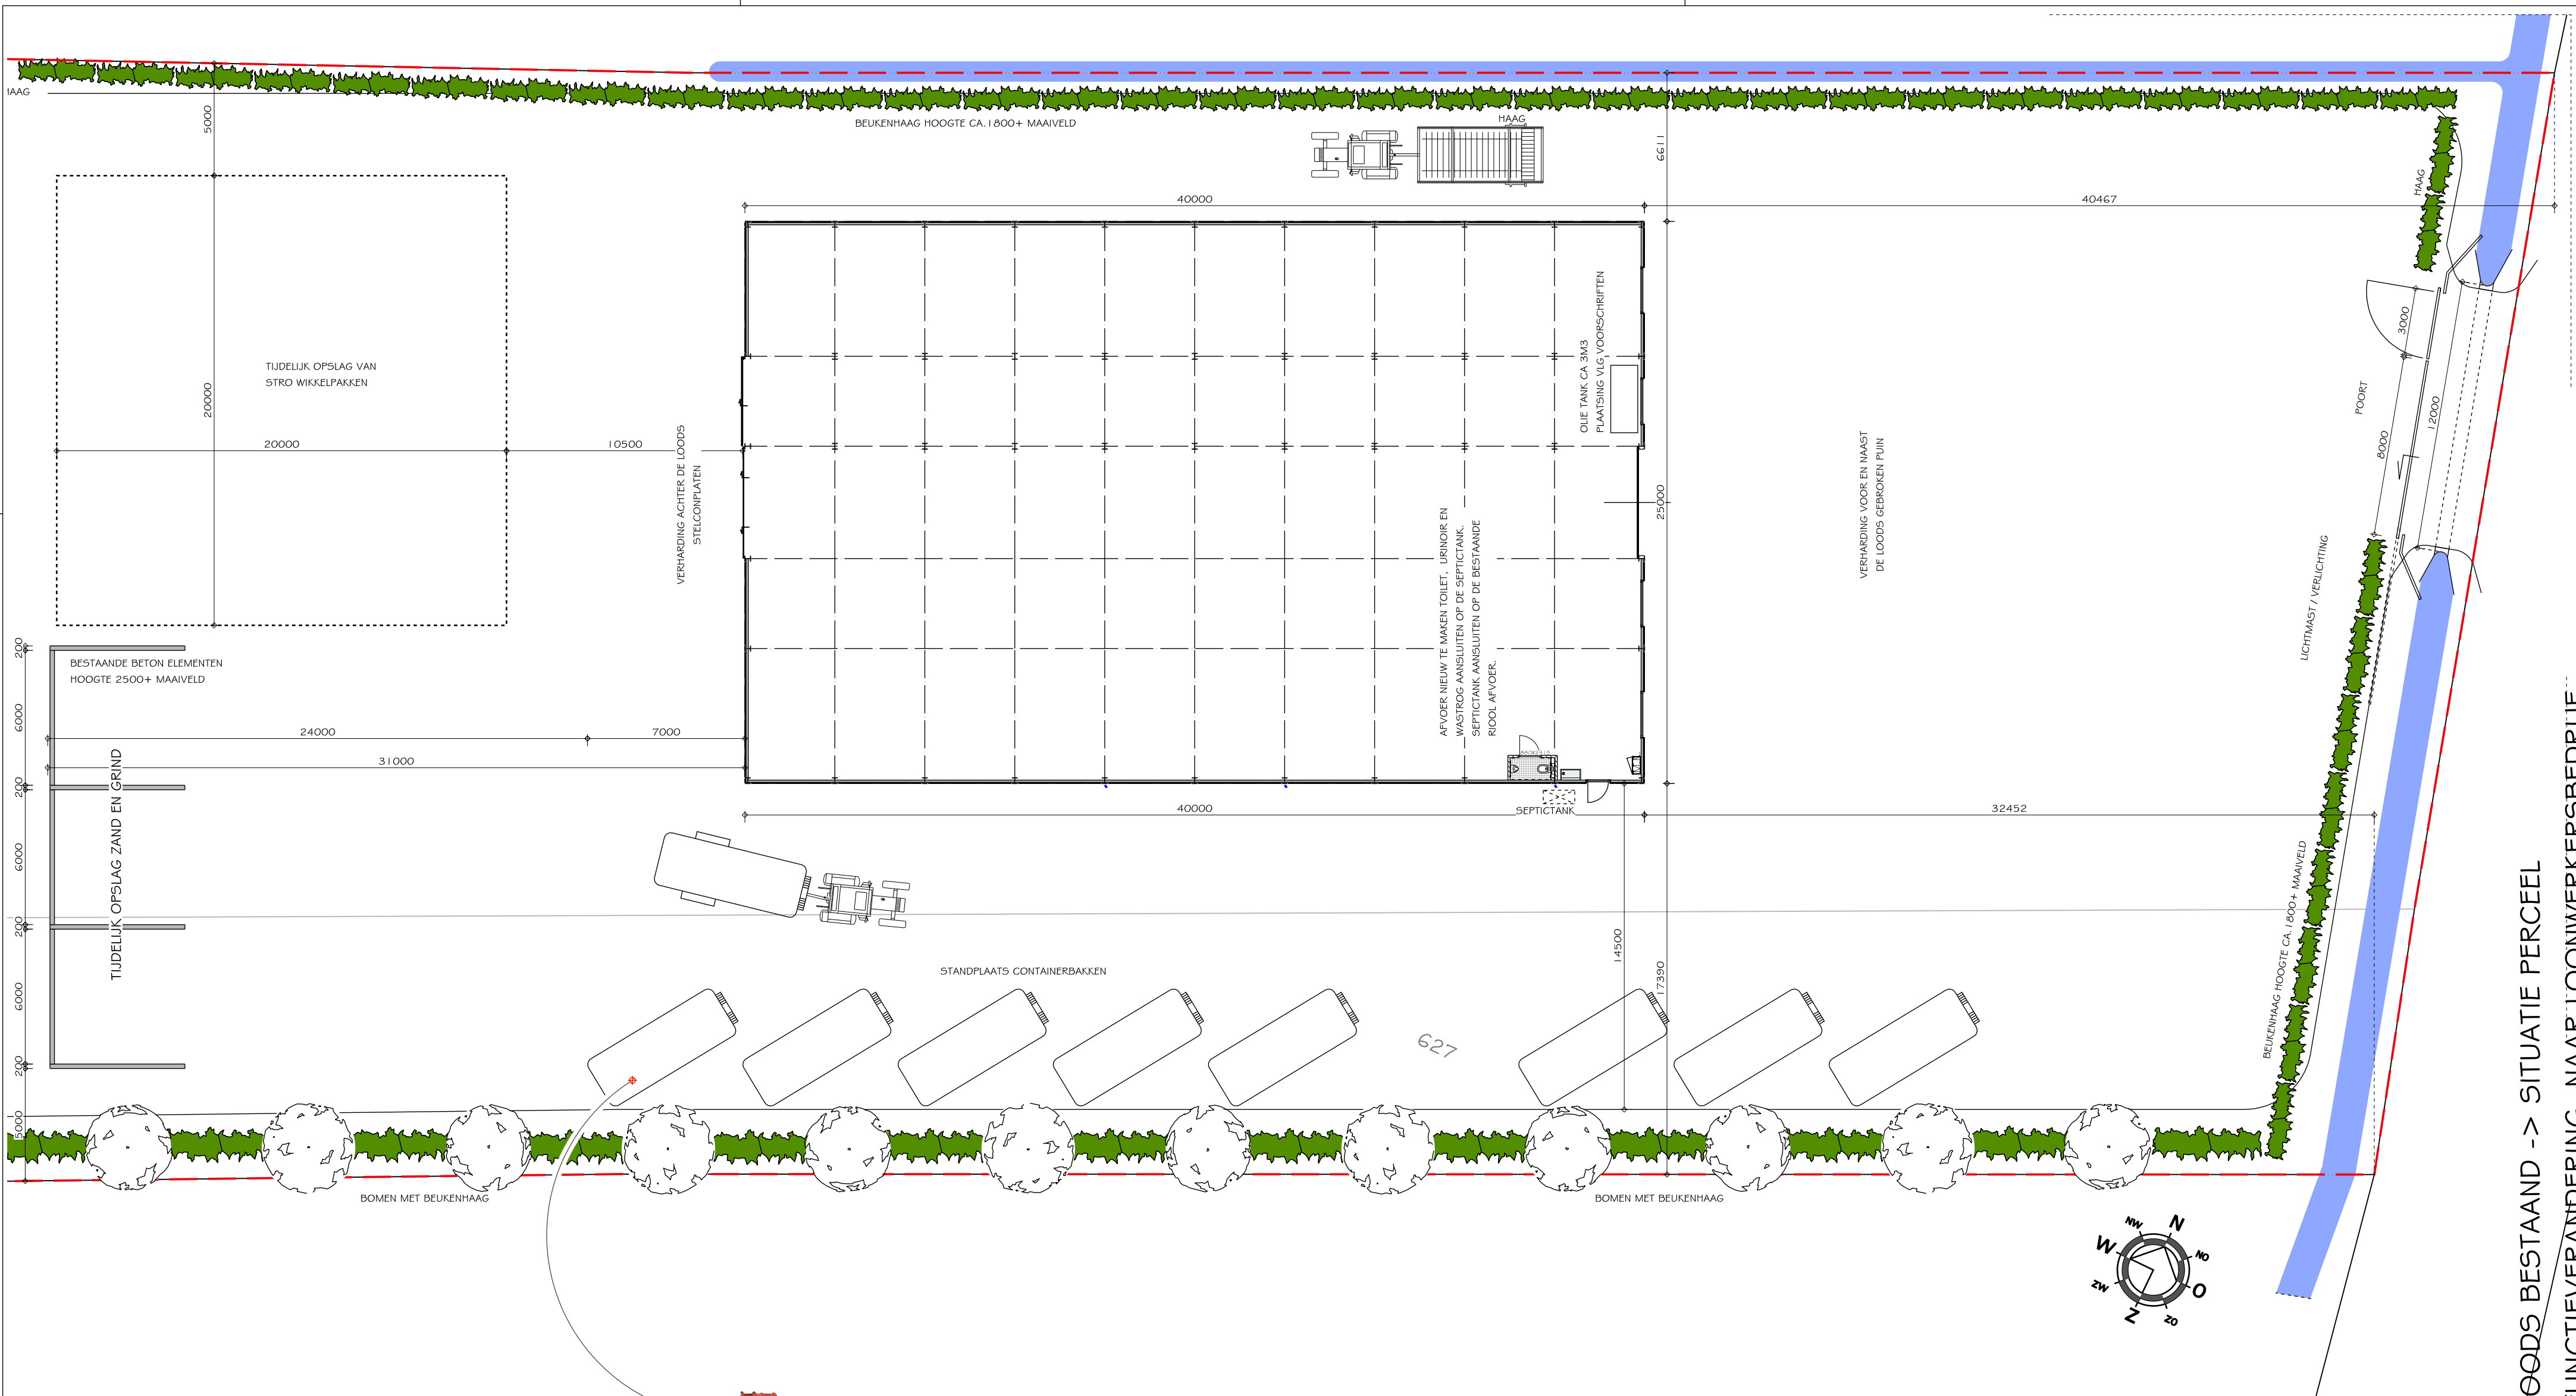 HAAG
5000
BEUKENHAAG HOOGTE CA.1800+ MAAIVELD
HAAG
6611
HAAG
40000
40467
TIJDELIJK OPSLAG VAN
STRO WIKKELPAKKEN
20000
20000
10500
VERHARDING ACHTER DE LOODS
STELCONPLATEN
OLIE TANK CA 3M3
PLAATSING VLG VOORSCHRIFTEN
25000
AFVOER NIEUW TE MAKEN TOILET, URINOIR EN
WASTROG AANSLUITEN OP DE SEPTICTANK.
SEPTICTANK AANSLUITEN OP DE BESTAANDE
RIOOL AFVOER.
VERHARDING VOOR EN NAAST
DE LOODS GEBROKEN PUIN
3000
POORT
8000
12000
LICHTMAST / VERLICHTING
BESTAANDE BETON ELEMENTEN
HOOGTE 2500+ MAAIVELD
200
6000
200
6000
200
6000
200
5000
24000
7000
31000
TIJDELIJK OPSLAG ZAND EN GRIND
40000
SEPTICTANK
32452
14500
17390
BEUKENHAAG HOOGTE CA.1800+ MAAIVELD
STANDPLAATS CONTAINERBAKKEN
627
BOMEN MET BEUKENHAAG
BOMEN MET BEUKENHAAG
NW
N
NO
W
O
ZW
Z
ZO
OODS BESTAAND -> SITUATIE PERCEEL
UNCTIEVERANDERING NAAR LOONWERKERSBEDRIJF